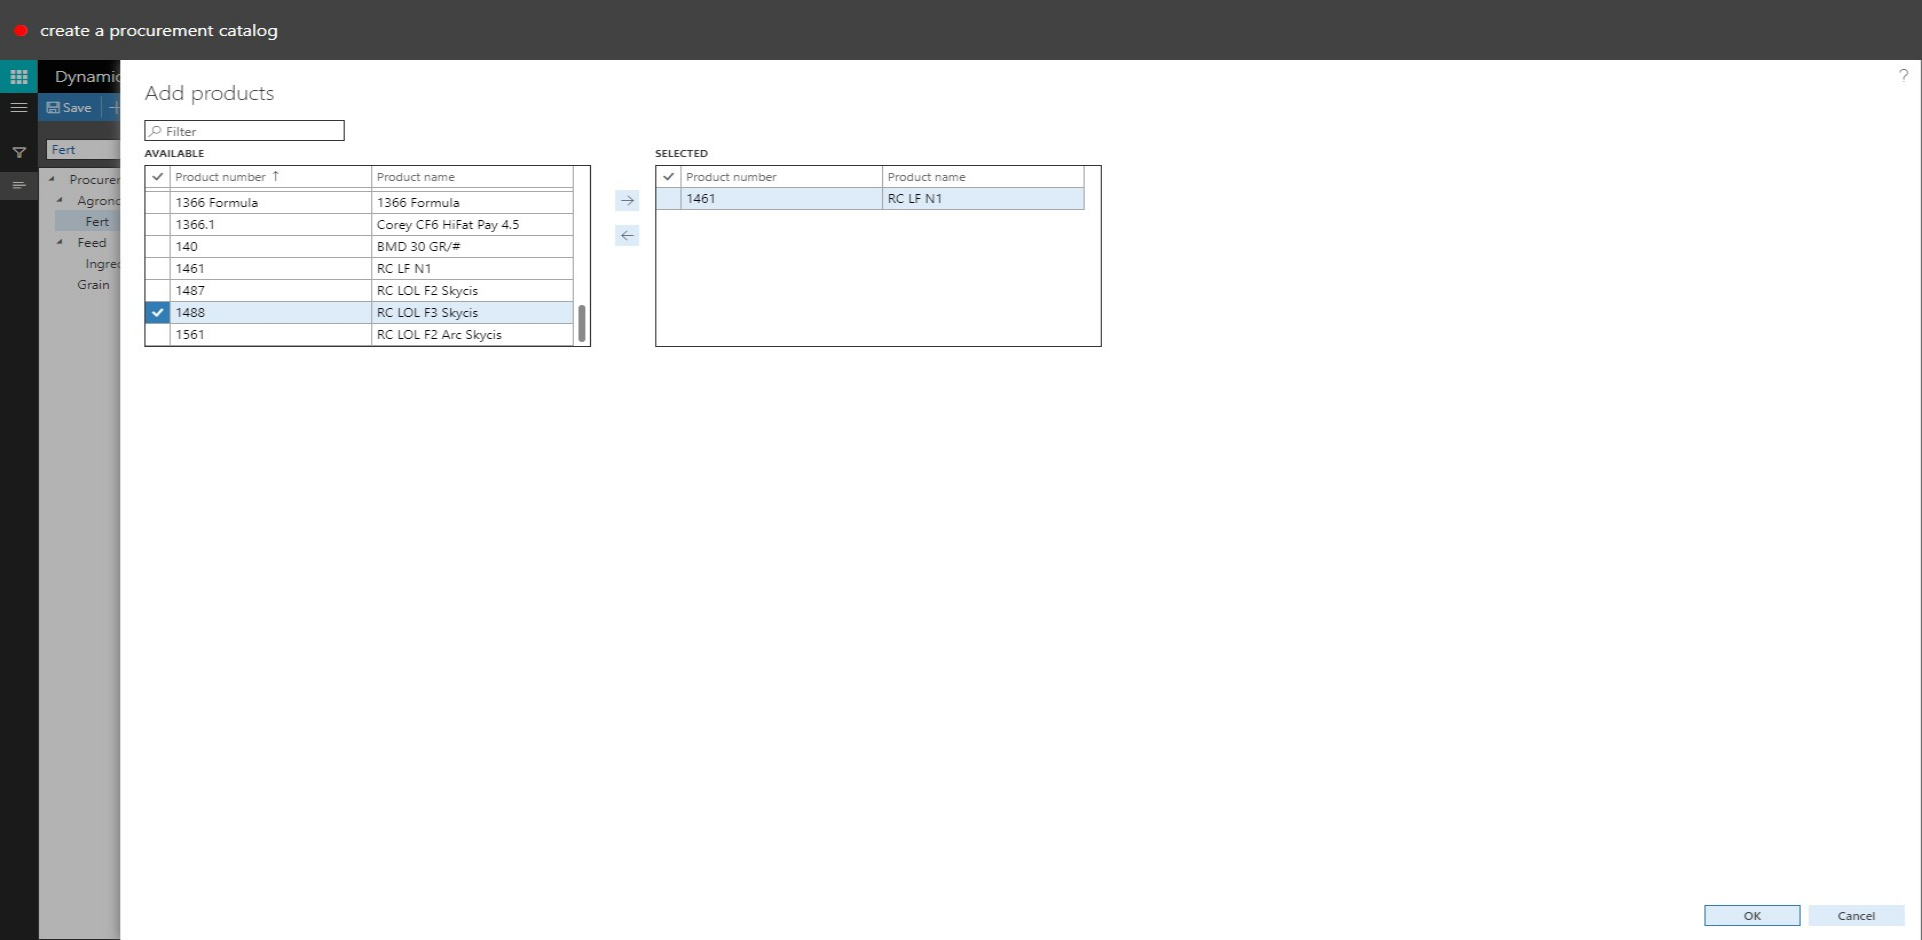 create a procurement catalog
Dynamic
Save
Fert
Procurer
Agrono
Fert
Feed
Ingred
Grain
?
Add products
Filter
AVAILABLE
Product number ↑ Product name
1366 Formula 1366 Formula
1366.1 Corey CF6 HiFat Pay 4.5
140 BMD 30 GR/#
1461 RC LF N1
1487 RC LOL F2 Skycis
1488 RC LOL F3 Skycis
1561 RC LOL F2 Arc Skycis
SELECTED
Product number Product name
1461 RC LF N1
OK Cancel